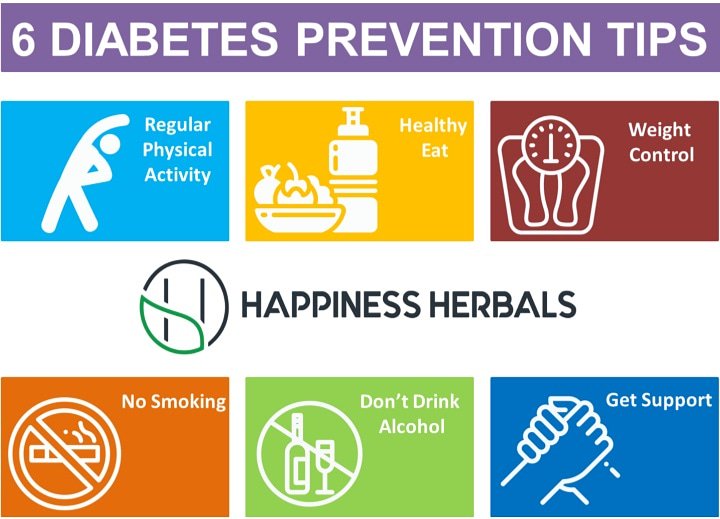 6 DIABETES PREVENTION TIPS
Regular
Physical
Activity
Healthy
Eat
Weight
Control
HAPPINESS HERBALS
No Smoking
Don’t Drink
Alcohol
Get Support